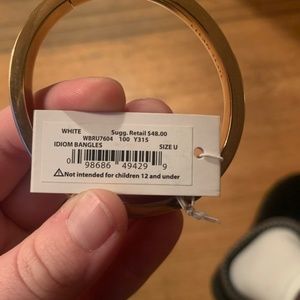 WHITE Sugg. Retail $48.00
WBRU7604 100 Y315
IDIOM BANGLES SIZE U
0 98686 49429 9
Not intended for children 12 and under